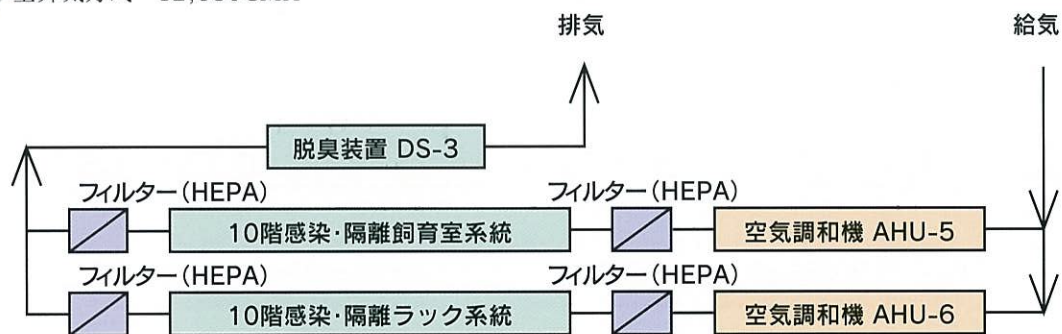 排気
給気
脱臭装置 DS-3
フィルター(HEPA)
フィルター(HEPA)
10階感染・隔離飼育室系統
空気調和機 AHU-5
フィルター(HEPA)
フィルター(HEPA)
10階感染・隔離ラック系統
空気調和機 AHU-6